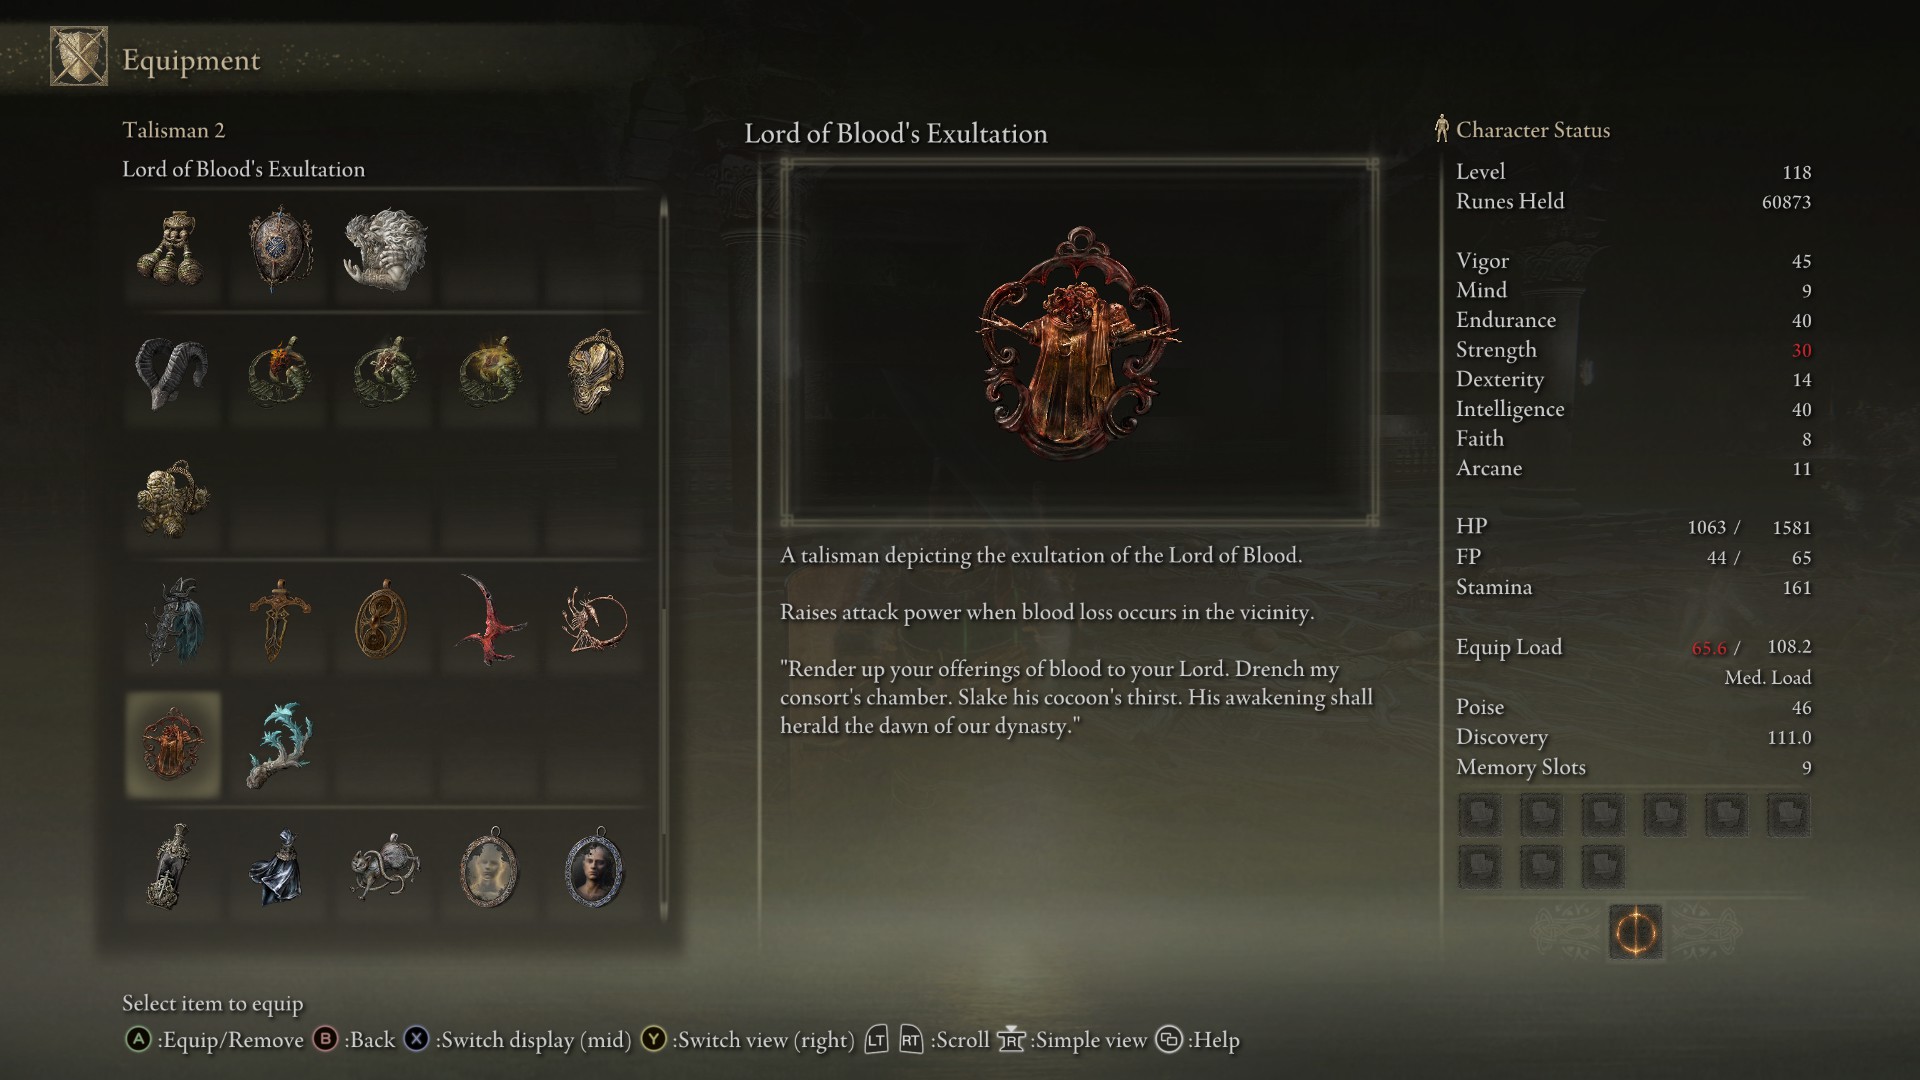 Equipment
Talisman 2
Lord of Blood's Exultation
Lord of Blood's Exultation
A talisman depicting the exultation of the Lord of Blood.
Raises attack power when blood loss occurs in the vicinity.
"Render up your offerings of blood to your Lord. Drench my
consort's chamber. Slake his cocoon's thirst. His awakening shall
herald the dawn of our dynasty."
Character Status
Level 118
Runes Held 60873
Vigor 45
Mind 9
Endurance 40
Strength 30
Dexterity 14
Intelligence 40
Faith 8
Arcane 11
HP 1063 / 1581
FP 44 / 65
Stamina 161
Equip Load 65.6 / 108.2
Med. Load
Poise 46
Discovery 111.0
Memory Slots 9
Select item to equip
A :Equip/Remove B :Back X :Switch display (mid) Y :Switch view (right) LT RT :Scroll R :Simple view :Help